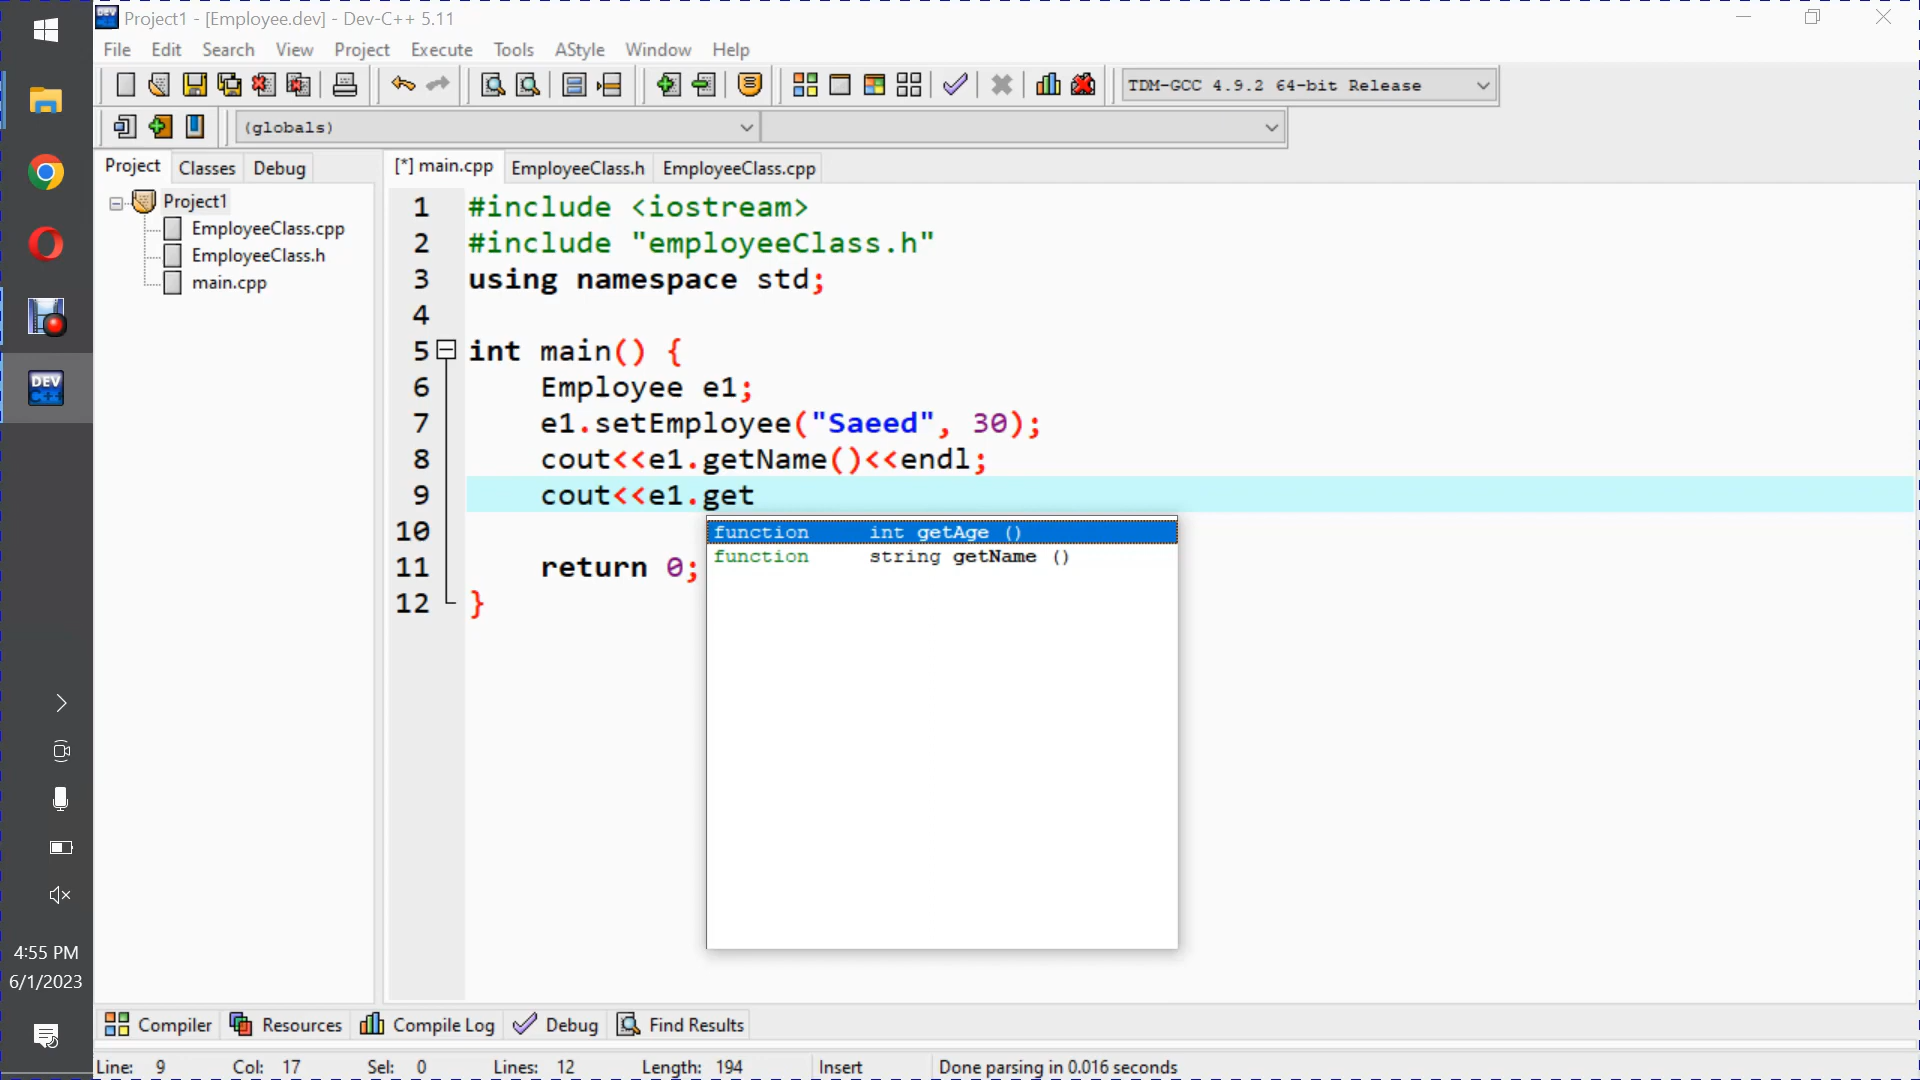 Project1 - [Employee.dev] - Dev-C++ 5.11
File Edit Search View Project Execute Tools AStyle Window Help
TDM-GCC 4.9.2 64-bit Release
(globals)
Project Classes Debug
[*] main.cpp EmployeeClass.h EmployeeClass.cpp
Project1
EmployeeClass.cpp
EmployeeClass.h
main.cpp
1 #include <iostream>
2 #include "employeeClass.h"
3 using namespace std;
4
5 int main() {
6 Employee e1;
7 e1.setEmployee("Saeed", 30);
8 cout<<e1.getName()<<endl;
9 cout<<e1.get
10
11 return 0;
12 }
function int getAge ()
function string getName ()
DEV C++
4:55 PM
6/1/2023
Compiler Resources Compile Log Debug Find Results
Line: 9 Col: 17 Sel: 0 Lines: 12 Length: 194 Insert Done parsing in 0.016 seconds